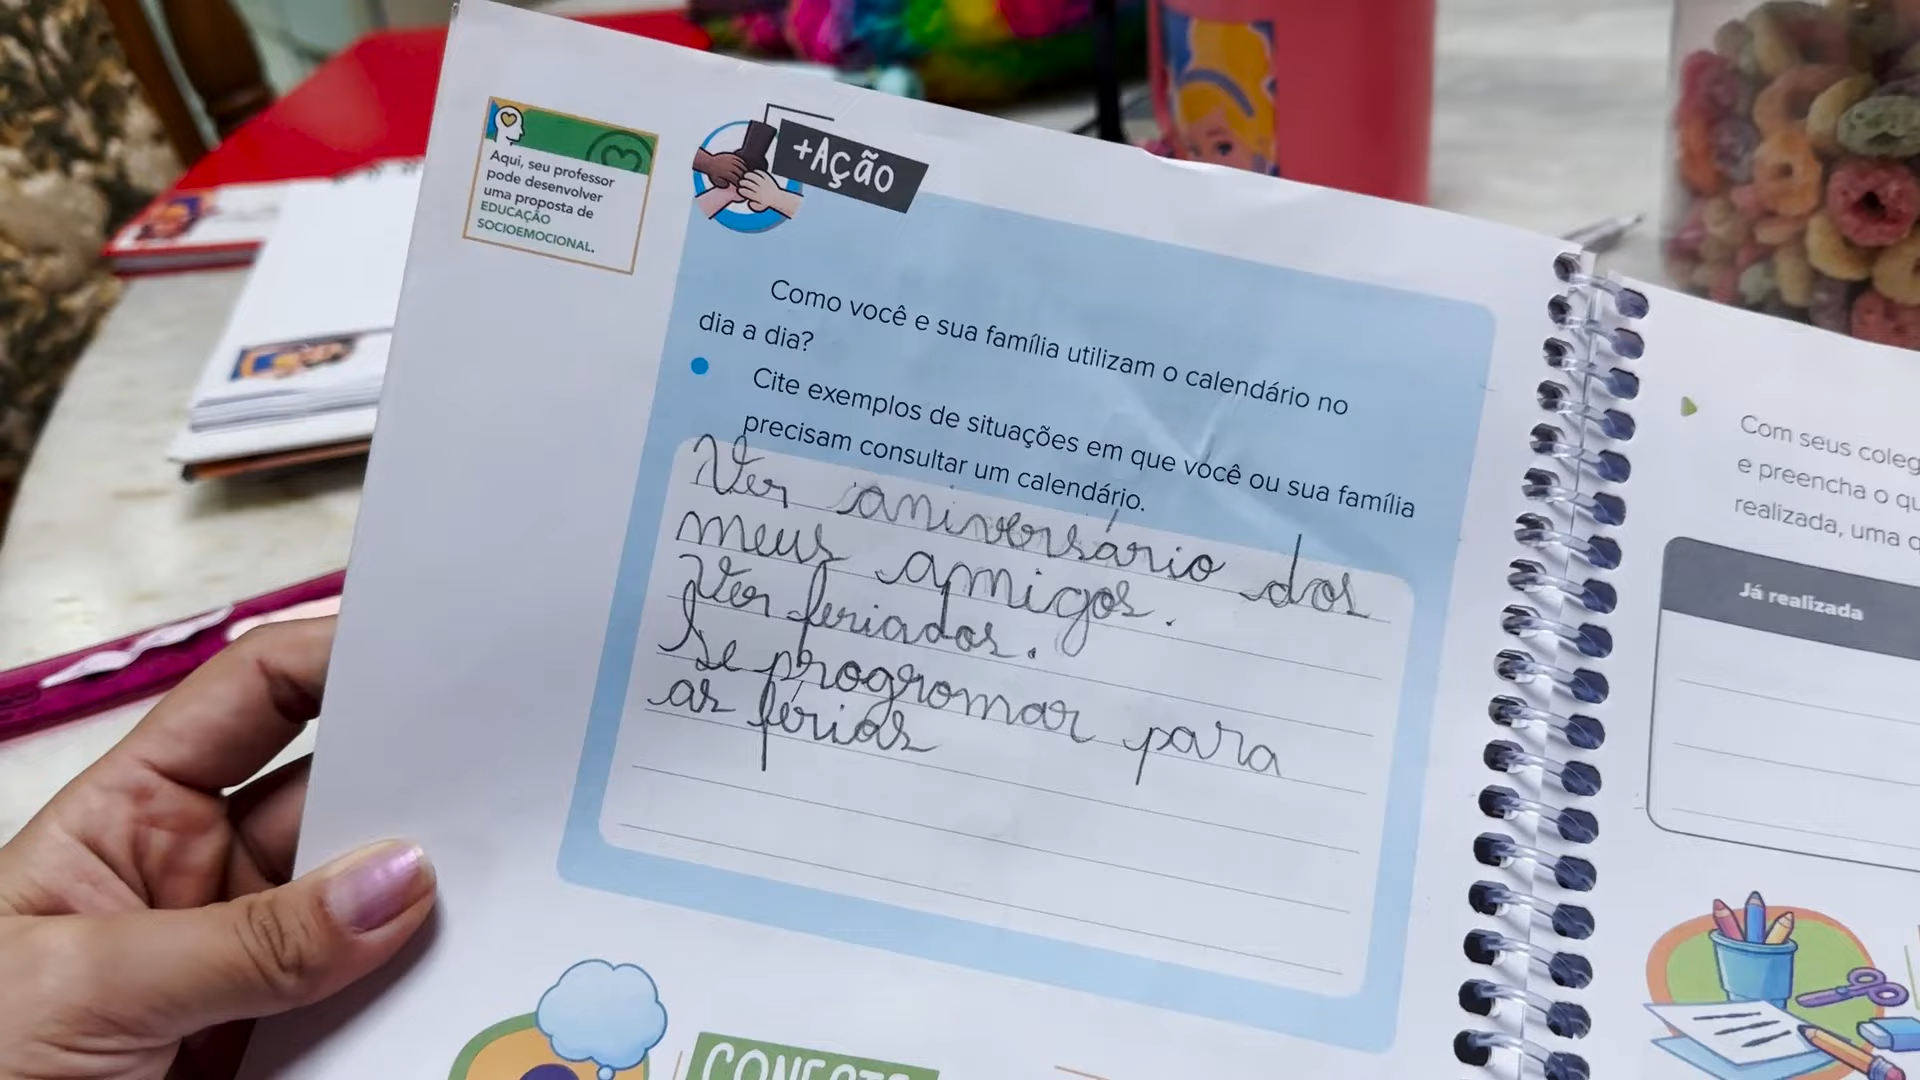 Aqui, seu professor
pode desenvolver
uma proposta de
EDUCAÇÃO
SOCIOEMOCIONAL.
+AÇÃO
Como você e sua família utilizam o calendário no
dia a dia?
Cite exemplos de situações em que você ou sua família
precisam consultar um calendário.
Ver aniversário dos
meus amigos.
Ver feriados.
Se programar para
as férias
Com seus coleg
e preencha o qu
realizada, uma
Já realizada